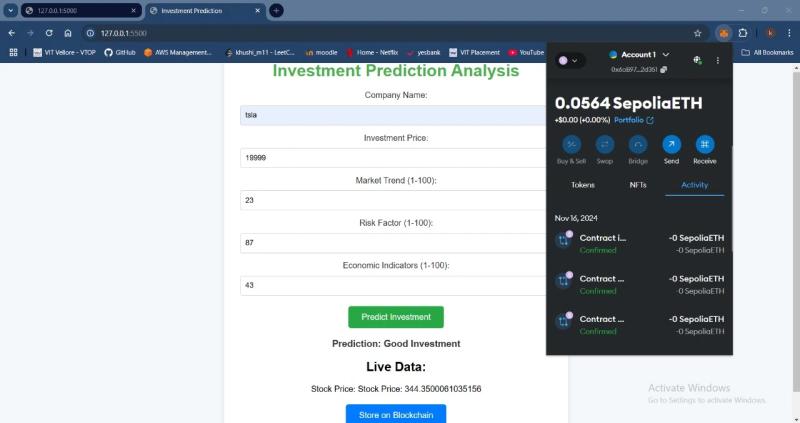 127.0.0.1:5000
Investment Prediction
127.0.0.1:5500
VIT Vellore - VTOP
GitHub
AWS Management...
khushi_m11 - LeetC...
moodle
Home - Netflix
yesbank
VIT Placement
YouTube
All Bookmarks
Investment Prediction Analysis
Company Name:
tsla
Investment Price:
19999
Market Trend (1-100):
23
Risk Factor (1-100):
87
Economic Indicators (1-100):
43
Predict Investment
Prediction: Good Investment
Live Data:
Stock Price: Stock Price: 344.3500061035156
Store on Blockchain
Account 1
0.0564 SepoliaETH
+$0.00 (+0.00%) Portfolio
Buy & Sell Swap Bridge Send Receive
Tokens NFTs Activity
Nov 16, 2024
Contract i... -0 SepoliaETH
Confirmed -0 SepoliaETH
Contract ... -0 SepoliaETH
Confirmed -0 SepoliaETH
Contract ... -0 SepoliaETH
Confirmed -0 SepoliaETH
Activate Windows
Go to Settings to activate Windows.